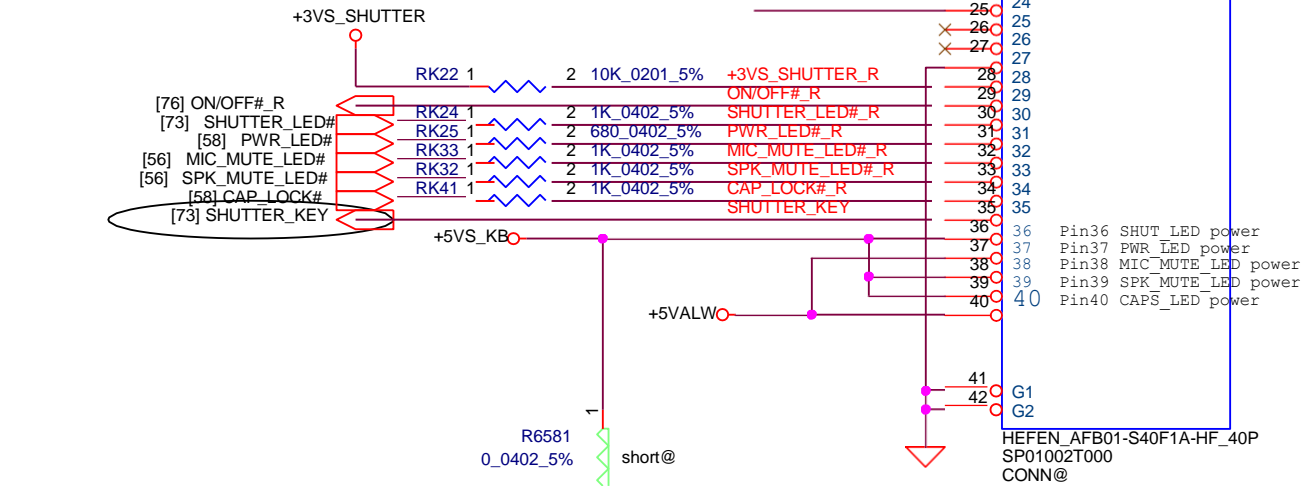 24
25
25
26
26
27
27
+3VS_SHUTTER
RK22 1 2 10K_0201_5% +3VS_SHUTTER_R 28 28
[76] ON/OFF#_R ON/OFF#_R 29 29
[73] SHUTTER_LED# RK24 1 2 1K_0402_5% SHUTTER_LED#_R 30 30
[58] PWR_LED# RK25 1 2 680_0402_5% PWR_LED#_R 31 31
[56] MIC_MUTE_LED# RK33 1 2 1K_0402_5% MIC_MUTE_LED#_R 32 32
[56] SPK_MUTE_LED# RK32 1 2 1K_0402_5% SPK_MUTE_LED#_R 33 33
[58] CAP_LOCK# RK41 1 2 1K_0402_5% CAP_LOCK#_R 34 34
[73] SHUTTER_KEY SHUTTER_KEY 35 35
+5VS_KB 36 36 Pin36 SHUT_LED power
37 37 Pin37 PWR_LED power
38 38 Pin38 MIC_MUTE_LED power
39 39 Pin39 SPK_MUTE_LED power
+5VALW 40 40 Pin40 CAPS_LED power
41 G1
42 G2
1
R6581
0_0402_5% short@
HEFEN_AFB01-S40F1A-HF_40P
SP01002T000
CONN@